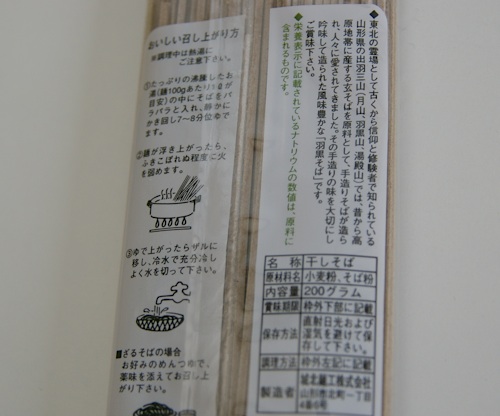 ◆東北の霊場として古くから信仰と修験者で知られている
山形県の出羽三山（月山、羽黒山、湯殿山）では、昔から高
原地帯に産する玄そばを原料として、手造りそばが造ら
れ、人々に愛されてきました。その手造りの味を大切にし
吟味して造られた風味豊かな「羽黒そば」です。
ご賞味下さい。
◆栄養表示に記載されているナトリウムの数値は、原料に
含まれるものです。
名称 干しそば
原材料名 小麦粉、そば粉
内容量 200グラム
賞味期限 枠外下部に記載
保存方法 直射日光および
湿気を避けて保
存して下さい。
調理方法 枠外左記に記載
製造者 城北麺工株式会社
山形市北町一丁目
4番6号
おいしい召し上がり方
※調理中は熱湯に
ご注意下さい。
①たっぷりの沸騰したお
湯(麺100gあたり1ℓが
目安)の中にそばをパ
ラパラと入れ、静かに
かき回し7〜8分位ゆで
ます。
②麺が浮き上がったら、
ふきこぼれぬ程度に火
を弱めます。
③ゆで上がったらザルに
移し、冷水で充分冷し
よく水を切って下さい。
■ざるそばの場合
お好みのめんつゆで、
薬味を添えてお召し上
がり下さい。